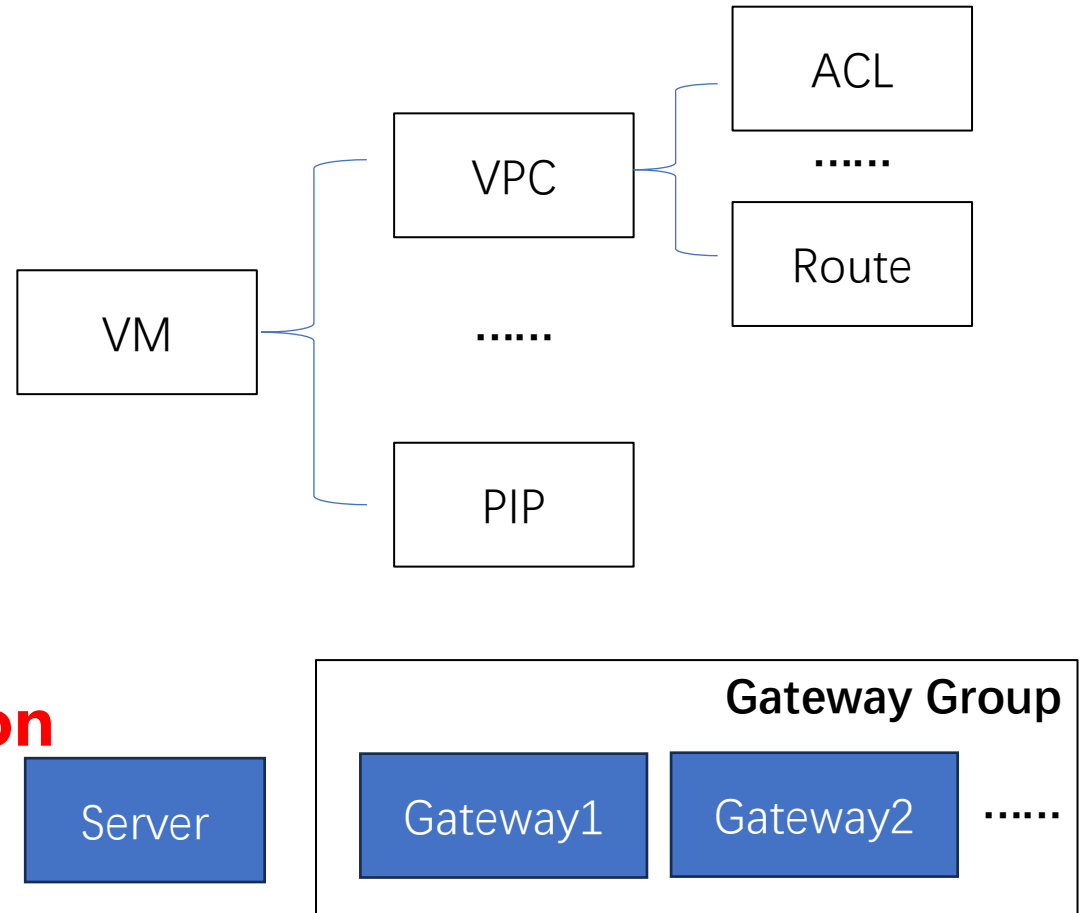 ACL
......
VPC
Route
VM
......
PIP
Gateway Group
on
Server
Gateway1
Gateway2
......